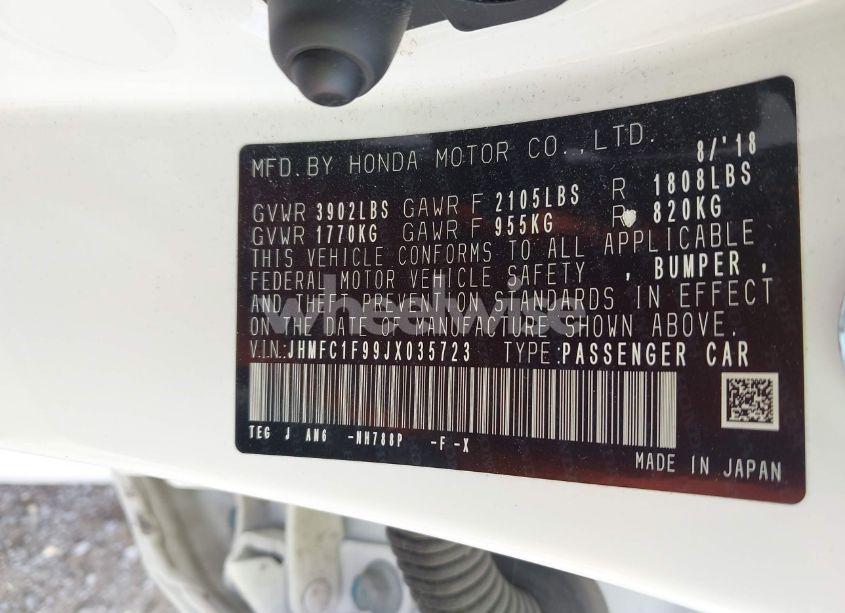 MFD. BY HONDA MOTOR CO., LTD. 8/'18
GVWR 3902LBS GAWR F 2105LBS R 1808LBS
GVWR 1770KG GAWR F 955KG R 820KG
THIS VEHICLE CONFORMS TO ALL APPLICABLE
FEDERAL MOTOR VEHICLE SAFETY , BUMPER ,
AND THEFT PREVENTION STANDARDS IN EFFECT
ON THE DATE OF MANUFACTURE SHOWN ABOVE.
V.I.N.:JHMFC1F99JX035723 TYPE:PASSENGER CAR
TEG J AN6 -NH788P -F -X
MADE IN JAPAN
wheelwise